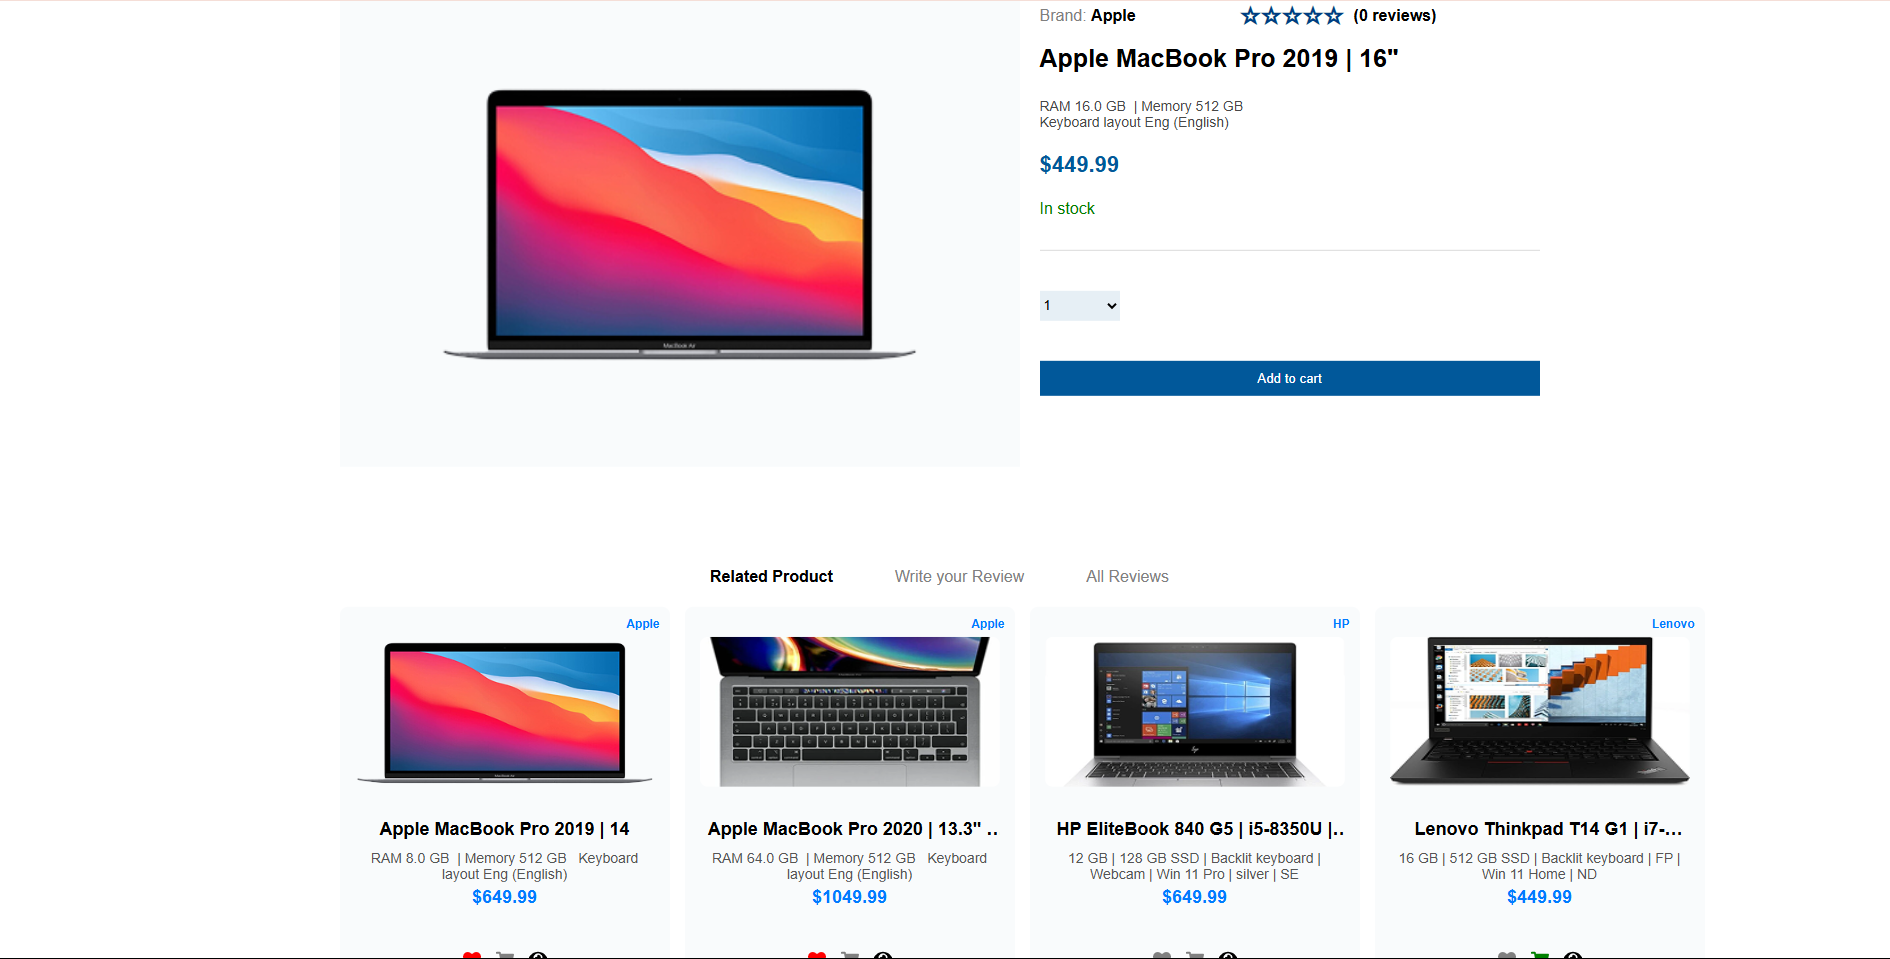 Brand: Apple
(0 reviews)
Apple MacBook Pro 2019 | 16"
RAM 16.0 GB | Memory 512 GB
Keyboard layout Eng (English)
$449.99
In stock
1
Add to cart
MacBook Air
Related Product
Write your Review
All Reviews
Apple
Apple MacBook Pro 2019 | 14
RAM 8.0 GB | Memory 512 GB Keyboard
layout Eng (English)
$649.99
Apple
Apple MacBook Pro 2020 | 13.3" ..
RAM 64.0 GB | Memory 512 GB Keyboard
layout Eng (English)
$1049.99
HP
HP EliteBook 840 G5 | i5-8350U |..
12 GB | 128 GB SSD | Backlit keyboard |
Webcam | Win 11 Pro | silver | SE
$649.99
Lenovo
Lenovo Thinkpad T14 G1 | i7-...
16 GB | 512 GB SSD | Backlit keyboard | FP |
Win 11 Home | ND
$449.99